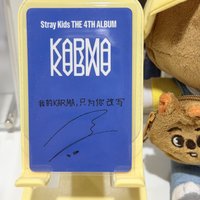 Stray Kids THE 4TH ALBUM
KARMA
我的KARMA,只为你改写